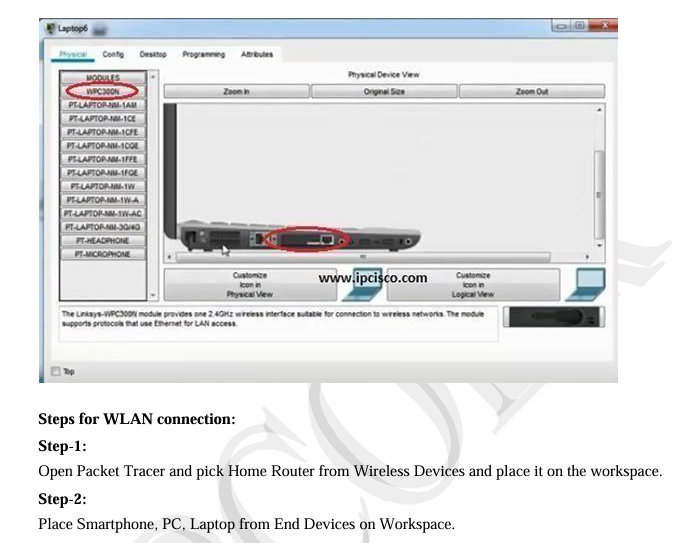 Laptop6
Physical Config Desktop Programming Attributes
MODULES
WPC300N
PT-LAPTOP-NM-1AM
PT-LAPTOP-NM-1CE
PT-LAPTOP-NM-1CFE
PT-LAPTOP-NM-1CGE
PT-LAPTOP-NM-1FFE
PT-LAPTOP-NM-1FGE
PT-LAPTOP-NM-1W
PT-LAPTOP-NM-1W-A
PT-LAPTOP-NM-1W-AC
PT-LAPTOP-NM-3G/4G
PT-HEADPHONE
PT-MICROPHONE
Physical Device View
Zoom In Original Size Zoom Out
Customize
Icon in
Physical View
www.ipcisco.com
Customize
Icon in
Logical View
The Linksys-WPC300N module provides one 2.4GHz wireless interface suitable for connection to wireless networks. The module
supports protocols that use Ethernet for LAN access.
Top
Steps for WLAN connection:
Step-1:
Open Packet Tracer and pick Home Router from Wireless Devices and place it on the workspace.
Step-2:
Place Smartphone, PC, Laptop from End Devices on Workspace.